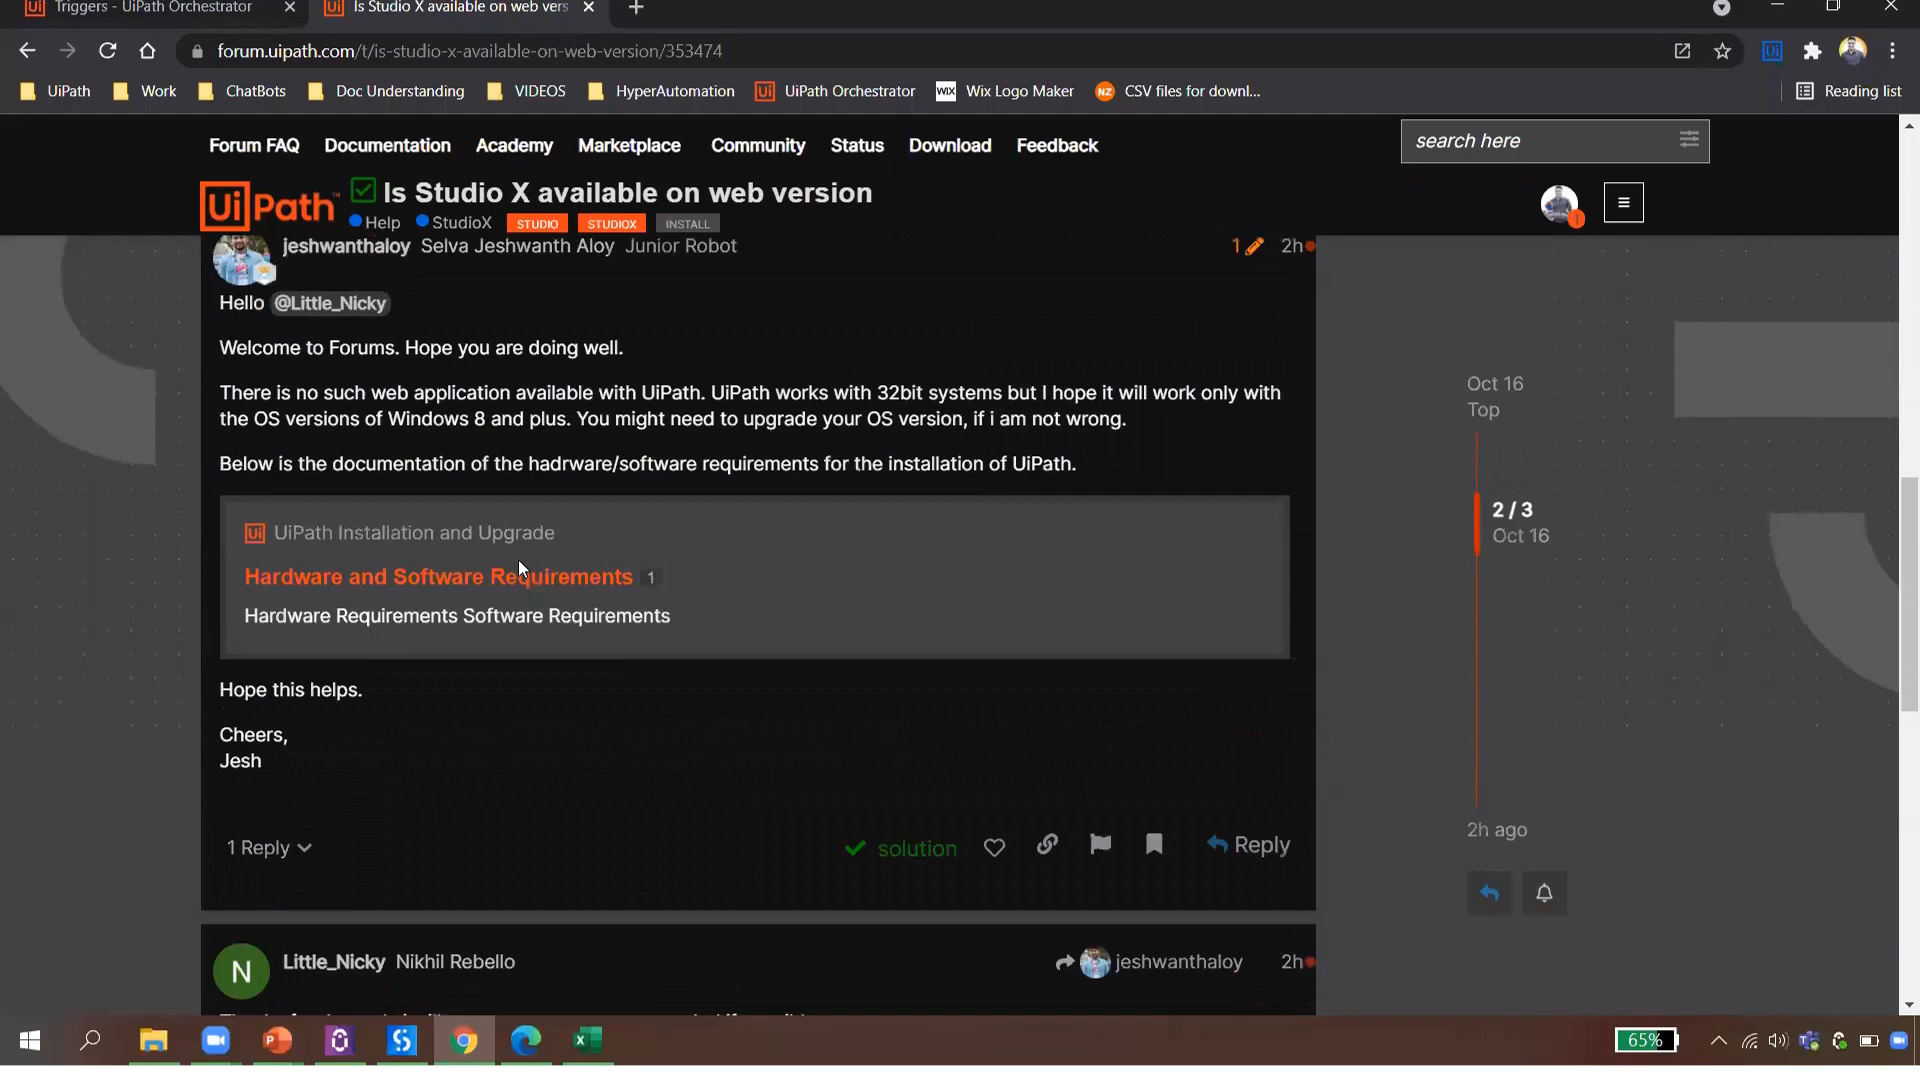 Triggers - UiPath Orchestrator
Is Studio X available on web vers
forum.uipath.com/t/is-studio-x-available-on-web-version/353474
UiPath
Work
ChatBots
Doc Understanding
VIDEOS
HyperAutomation
UiPath Orchestrator
Wix Logo Maker
CSV files for downl...
Reading list
Forum FAQ
Documentation
Academy
Marketplace
Community
Status
Download
Feedback
search here
UiPath™
Is Studio X available on web version
Help
StudioX
STUDIO
STUDIOX
INSTALL
jeshwanthaloy Selva Jeshwanth Aloy Junior Robot
1
2h
Hello @Little_Nicky
Welcome to Forums. Hope you are doing well.
There is no such web application available with UiPath. UiPath works with 32bit systems but I hope it will work only with
the OS versions of Windows 8 and plus. You might need to upgrade your OS version, if i am not wrong.
Below is the documentation of the hadrware/software requirements for the installation of UiPath.
UiPath Installation and Upgrade
Hardware and Software Requirements 1
Hardware Requirements Software Requirements
Hope this helps.
Cheers,
Jesh
1 Reply
solution
Reply
Oct 16
Top
2 / 3
Oct 16
2h ago
N
Little_Nicky Nikhil Rebello
jeshwanthaloy
2h
65%